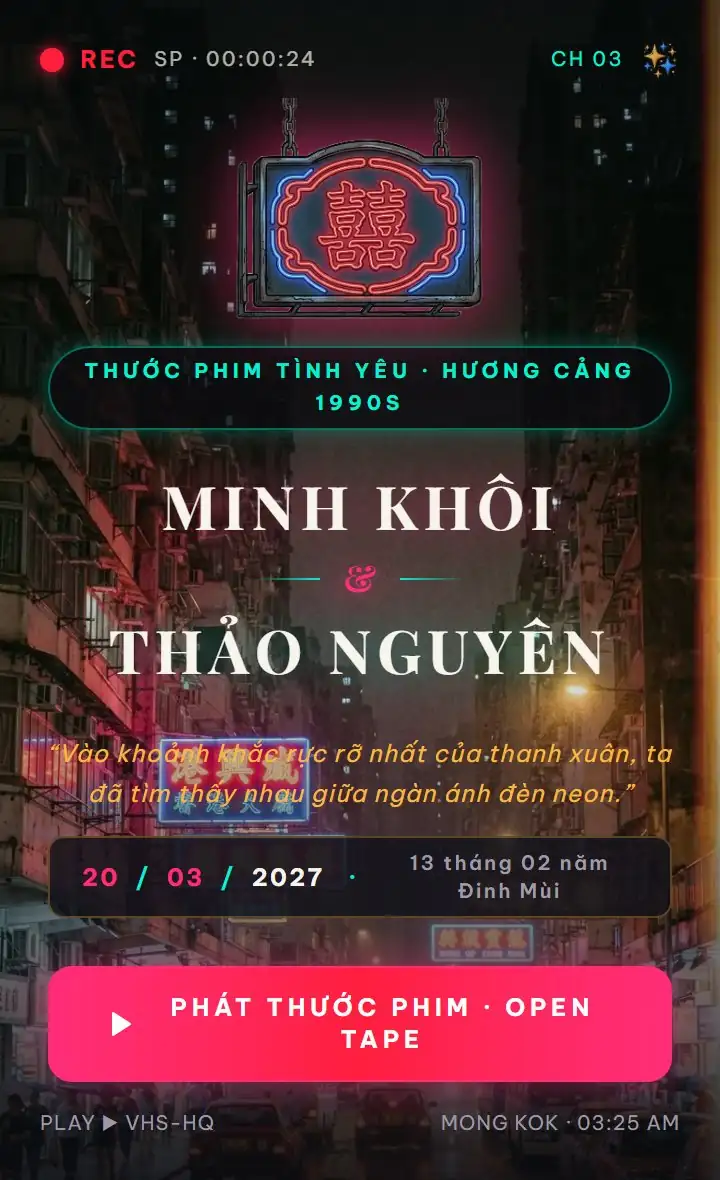 REC SP · 00:00:24 CH 03
囍
THƯỚC PHIM TÌNH YÊU · HƯƠNG CẢNG
1990S
MINH KHÔI
&
THẢO NGUYÊN
“Vào khoảnh khắc rực rỡ nhất của thanh xuân, ta
đã tìm thấy nhau giữa ngàn ánh đèn neon.”
20 / 03 / 2027 · 13 tháng 02 năm
Đinh Mùi
PHÁT THƯỚC PHIM · OPEN
TAPE
PLAY ▶ VHS-HQ MONG KOK · 03:25 AM